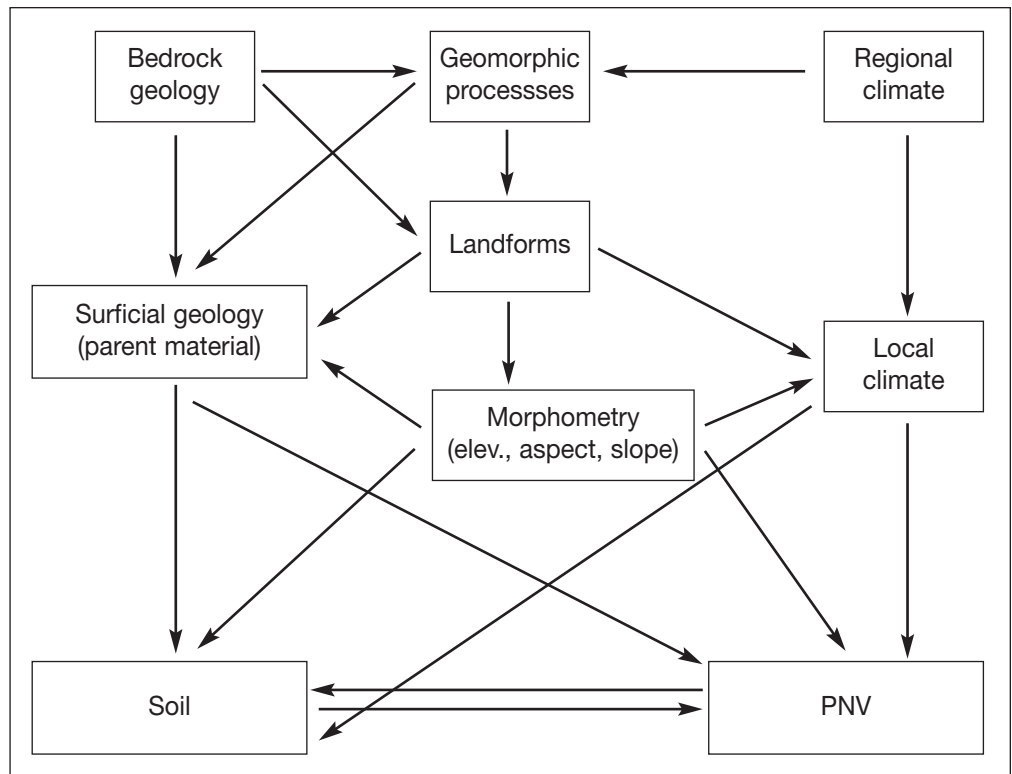 Bedrock
geology
Geomorphic
processses
Regional
climate
Landforms
Surficial geology
(parent material)
Local
climate
Morphometry
(elev., aspect, slope)
Soil
PNV